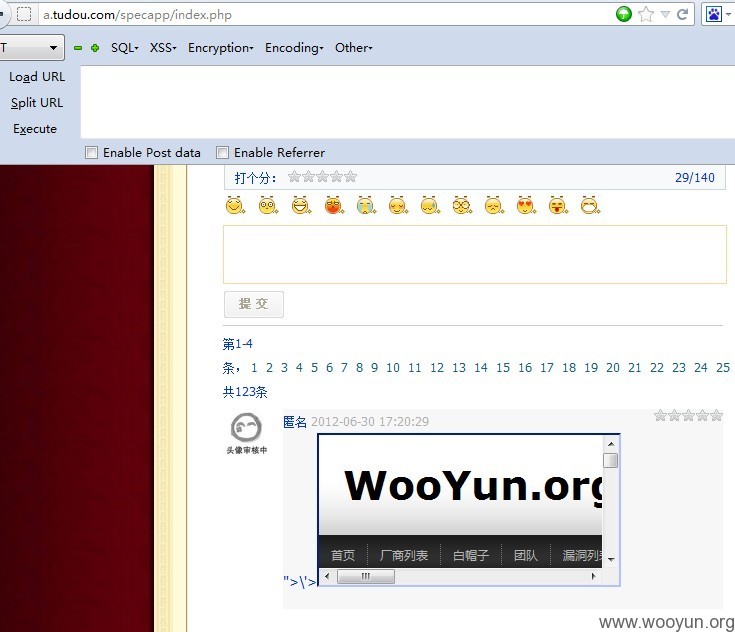 a.tudou.com/specapp/index.php
T SQL- XSS- Encryption- Encoding- Other-
Load URL
Split URL
Execute
Enable Post data Enable Referrer
打个分： 29/140
提 交
第1-4
条， 1 2 3 4 5 6 7 8 9 10 11 12 13 14 15 16 17 18 19 20 21 22 23 24 25
共123条
匿名 2012-06-30 17:20:29
头像审核中
WooYun.org
首页 厂商列表 白帽子 团队 漏洞列
">\'>
www.wooyun.org